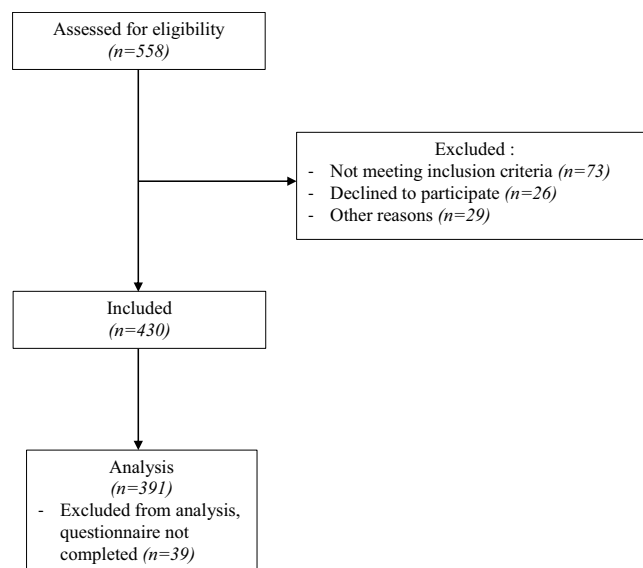 Assessed for eligibility
(n=558)
Excluded :
- Not meeting inclusion criteria (n=73)
- Declined to participate (n=26)
- Other reasons (n=29)
Included
(n=430)
Analysis
(n=391)
- Excluded from analysis,
questionnaire not
completed (n=39)